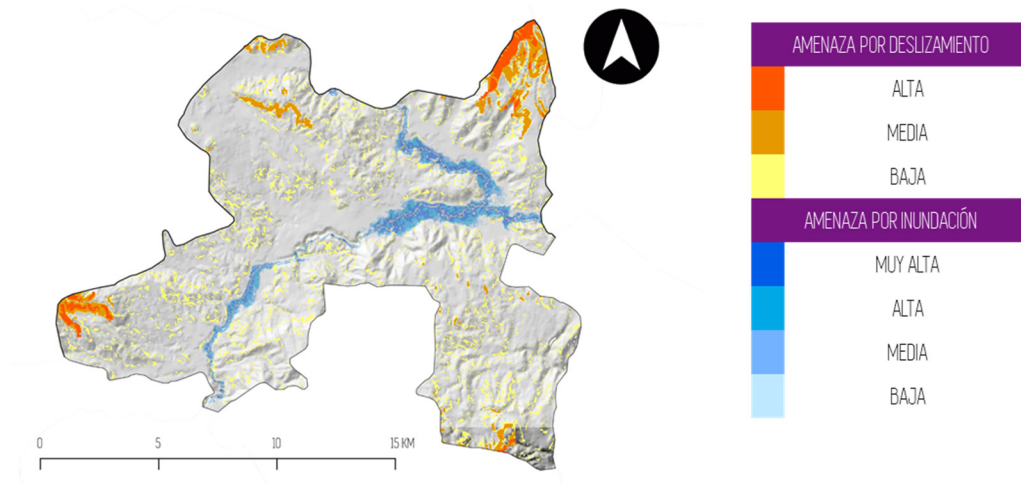 AMENAZA POR DESLIZAMIENTO
ALTA
MEDIA
BAJA
AMENAZA POR INUNDACIÓN
MUY ALTA
ALTA
MEDIA
BAJA
0 5 10 15 KM